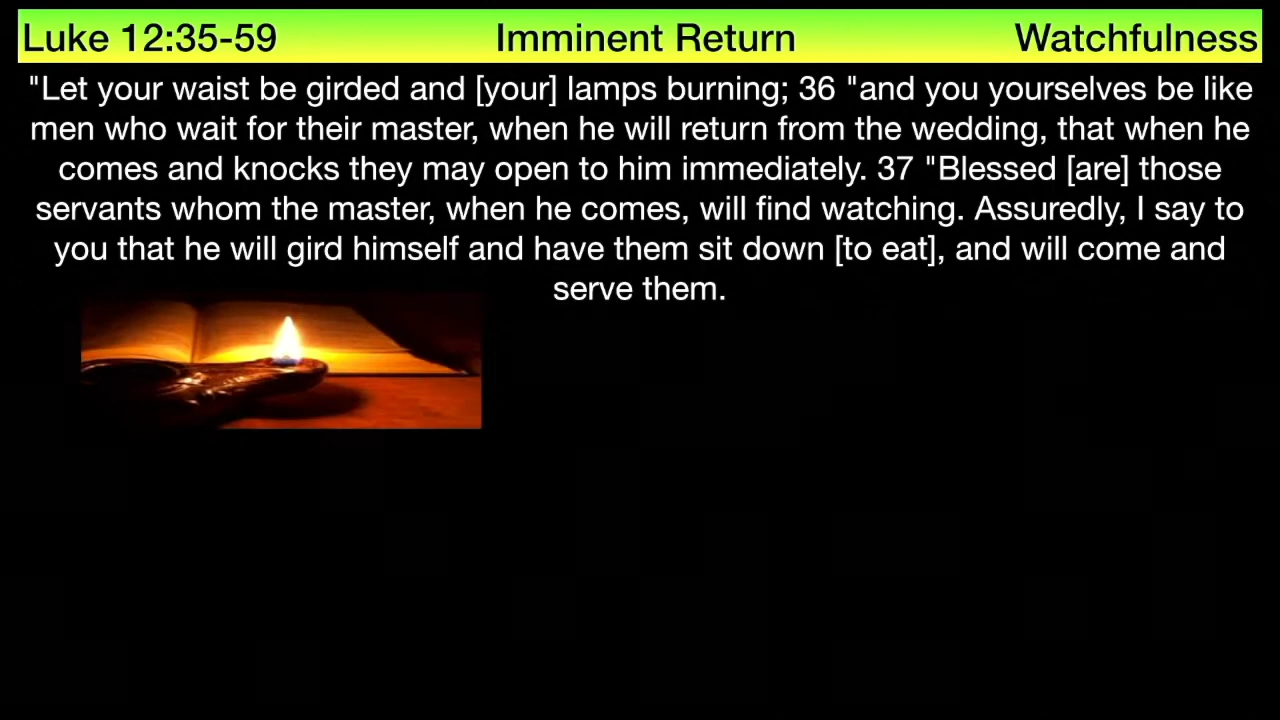 Luke 12:35-59 Imminent Return Watchfulness
"Let your waist be girded and [your] lamps burning; 36 "and you yourselves be like
men who wait for their master, when he will return from the wedding, that when he
comes and knocks they may open to him immediately. 37 "Blessed [are] those
servants whom the master, when he comes, will find watching. Assuredly, I say to
you that he will gird himself and have them sit down [to eat], and will come and
serve them.